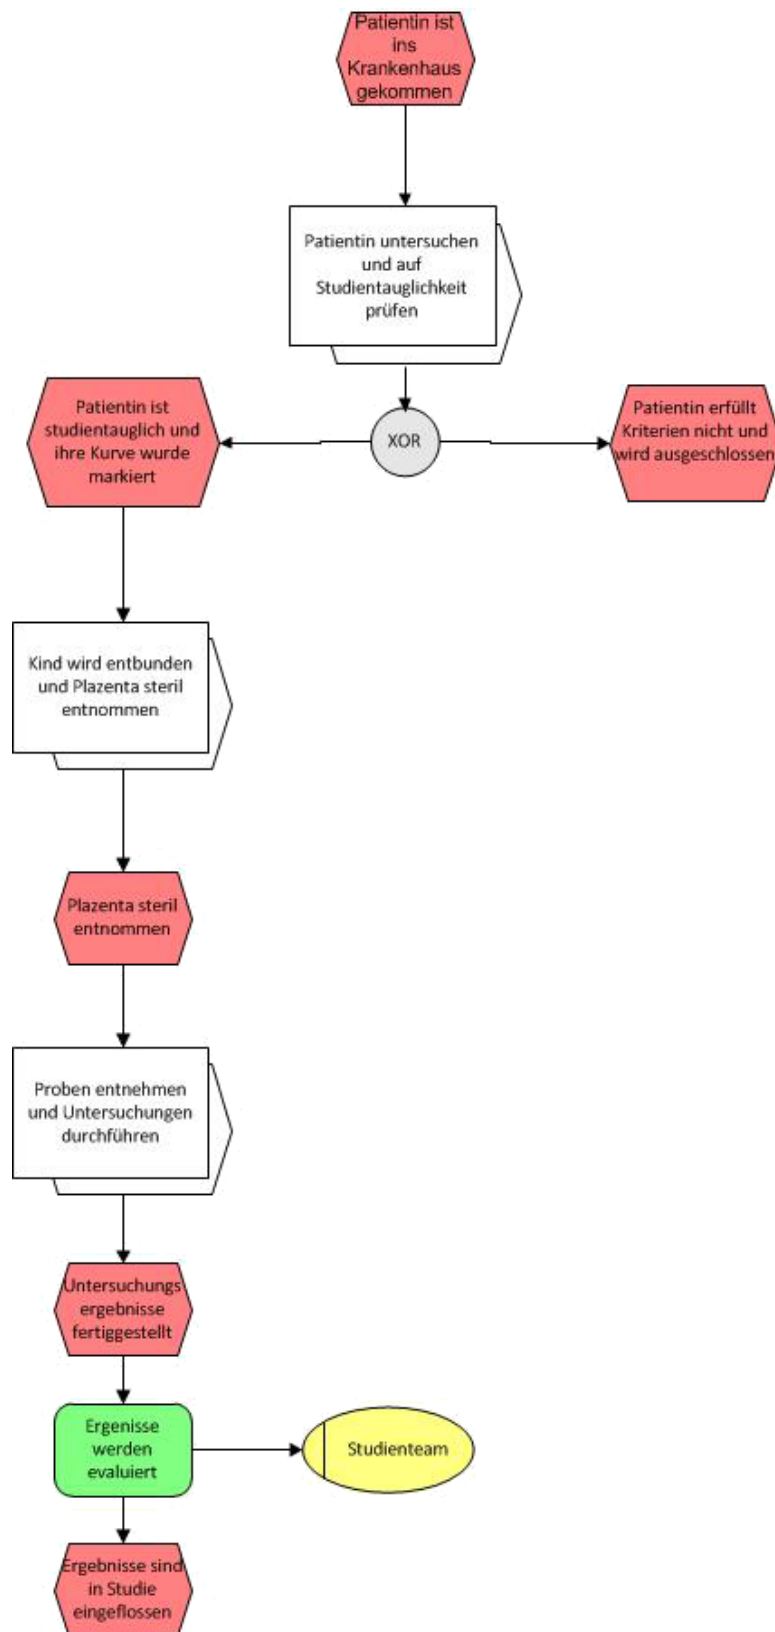 Patientin ist
ins
Krankenhaus
gekommen
Patientin untersuchen
und auf
Studientauglichkeit
prüfen
XOR
Patientin ist
studientauglich und
ihre Kurve wurde
markiert
Patientin erfüllt
Kriterien nicht und
wird ausgeschlossen
Kind wird entbunden
und Plazenta steril
entnommen
Plazenta steril
entnommen
Proben entnehmen
und Untersuchungen
durchführen
Untersuchungs
ergebnisse
fertiggestellt
Ergenisse
werden
evaluiert
Studienteam
Ergebnisse sind
in Studie
eingeflossen